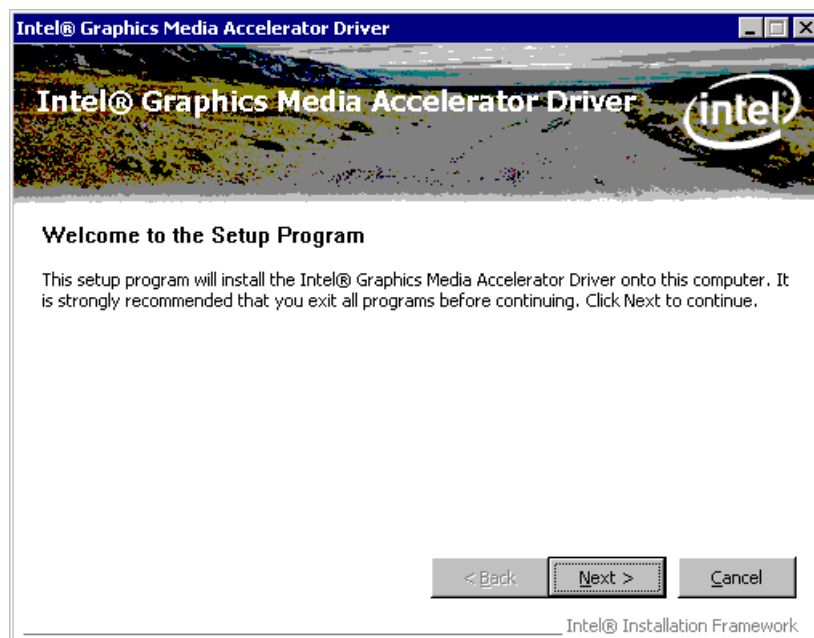 Intel® Graphics Media Accelerator Driver
Intel® Graphics Media Accelerator Driver
intel
Welcome to the Setup Program
This setup program will install the Intel® Graphics Media Accelerator Driver onto this computer. It
is strongly recommended that you exit all programs before continuing. Click Next to continue.
< Back Next > Cancel
Intel® Installation Framework